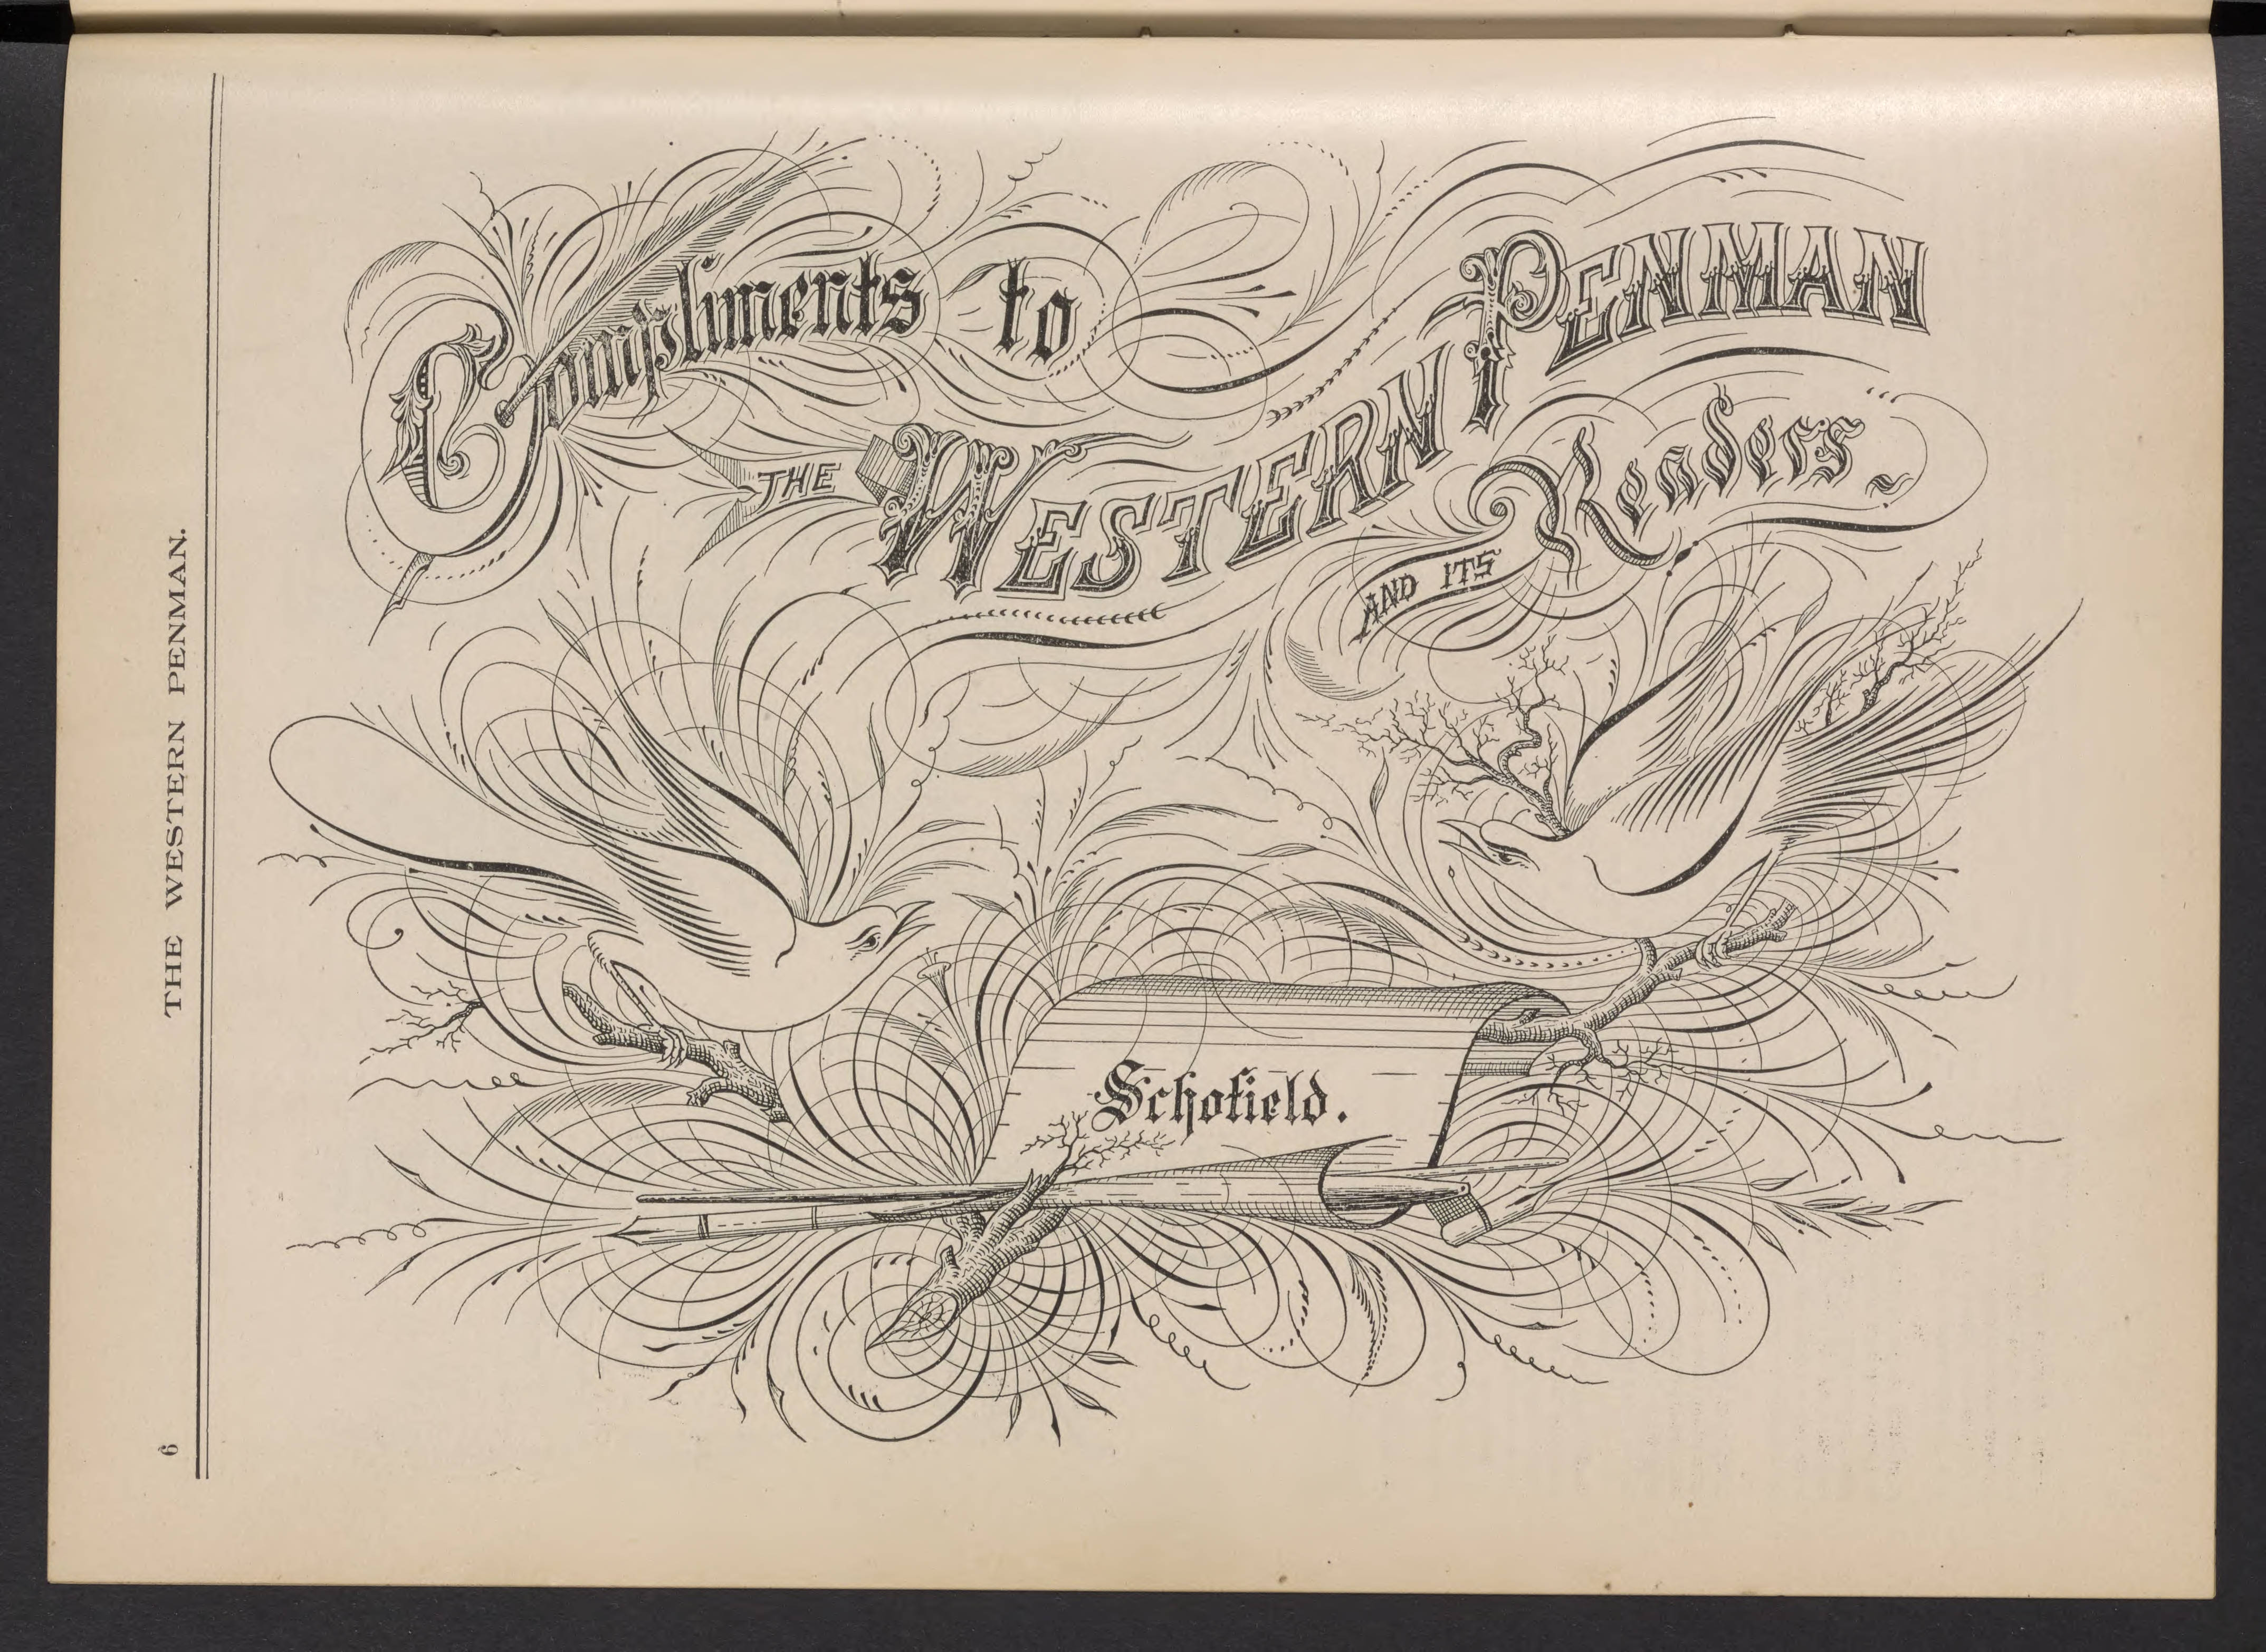 6
THE WESTERN PENMAN.
Compliments to
THE WESTERN PENMAN
AND ITS Readers.
Schofield.